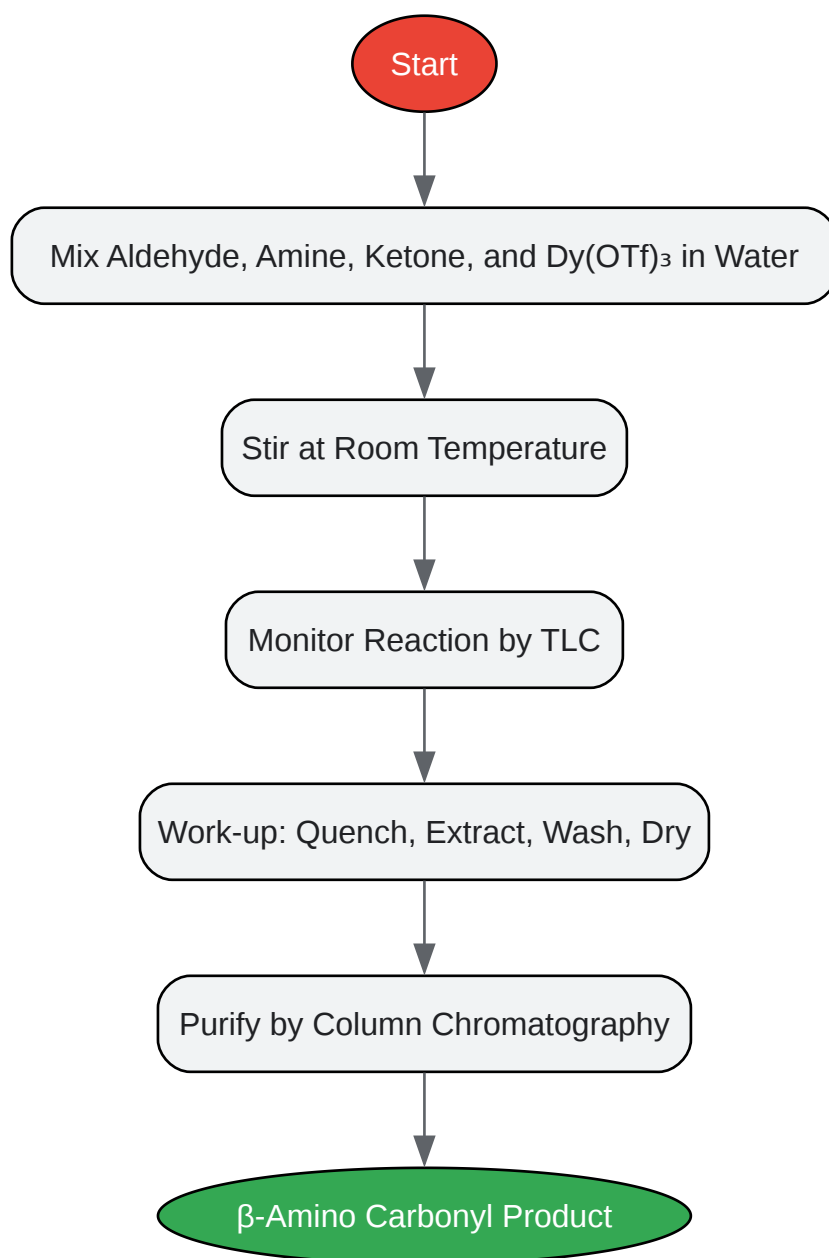 Start
Mix Aldehyde, Amine, Ketone, and Dy(OTf)₃ in Water
Stir at Room Temperature
Monitor Reaction by TLC
Work-up: Quench, Extract, Wash, Dry
Purify by Column Chromatography
β-Amino Carbonyl Product